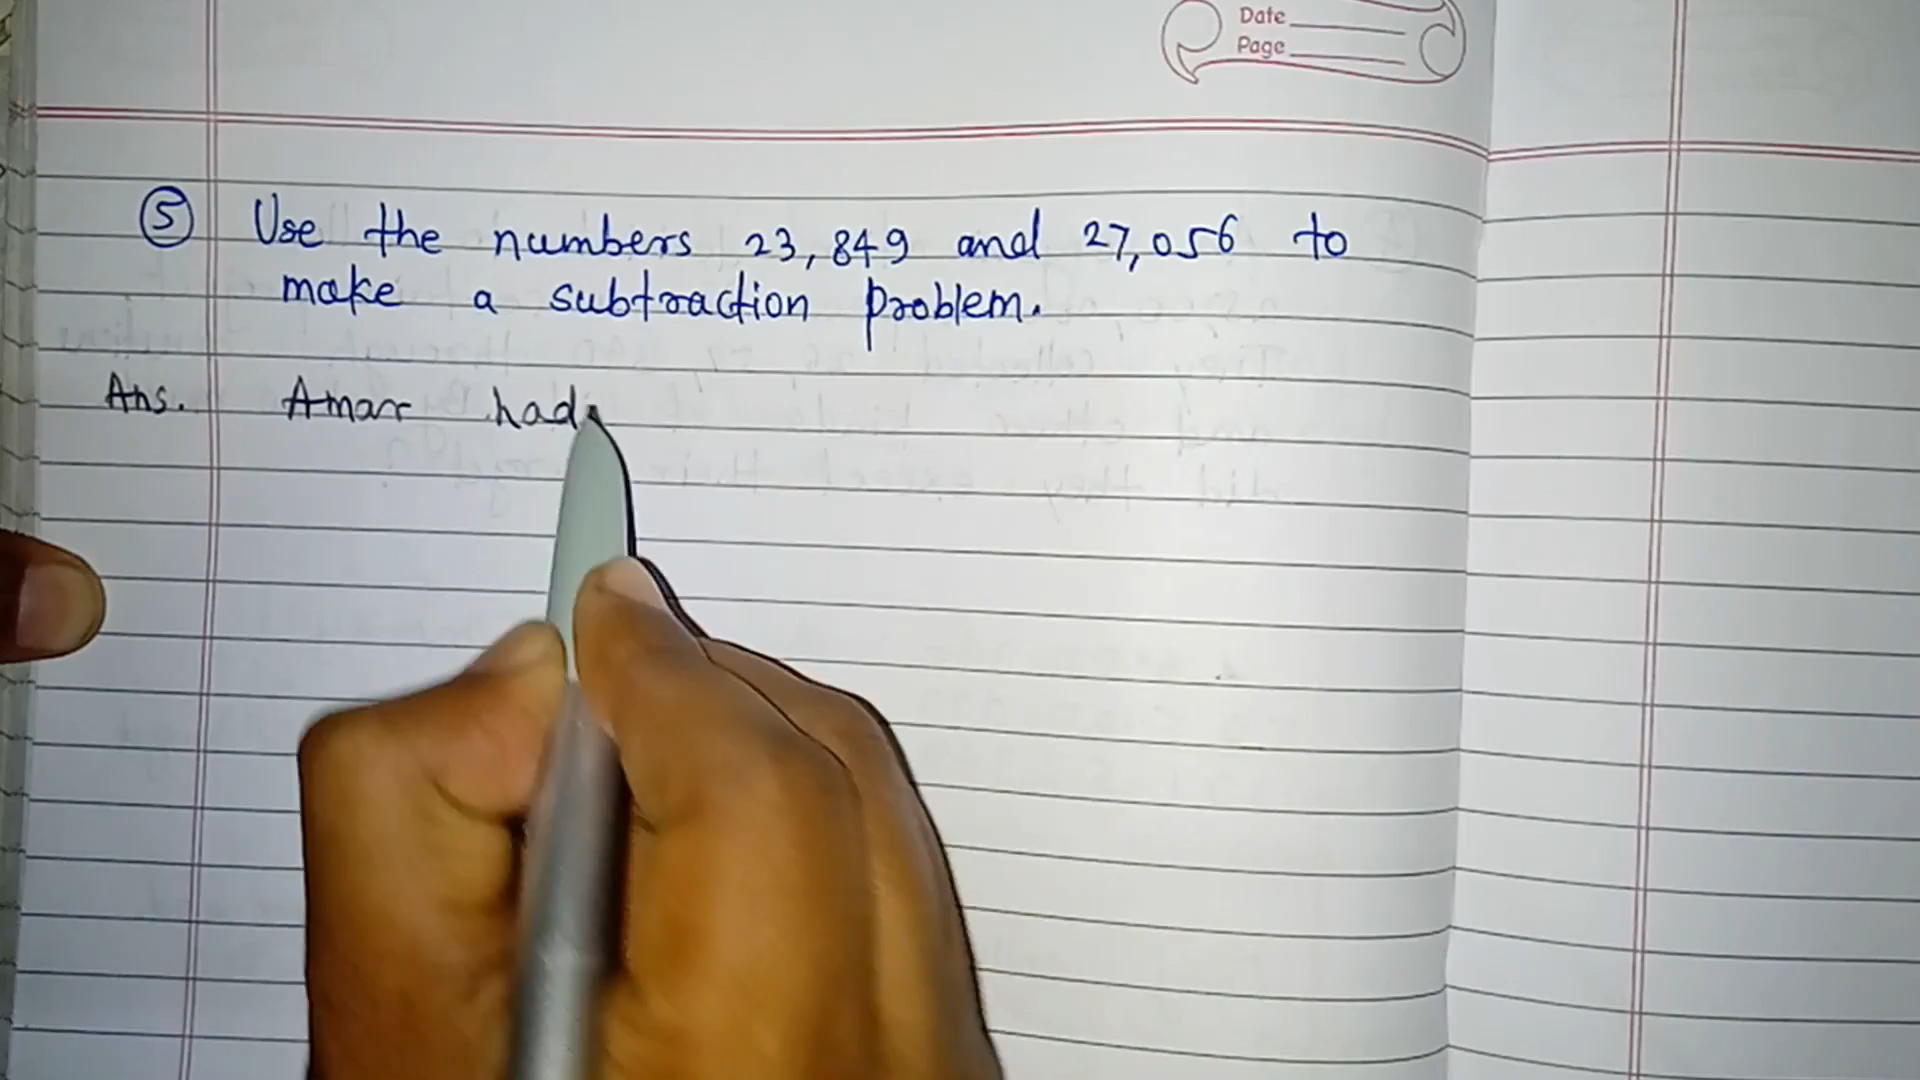 Date
Page
5 Use the numbers 23,849 and 27,056 to
make a subtraction problem.
Ans. Amar had